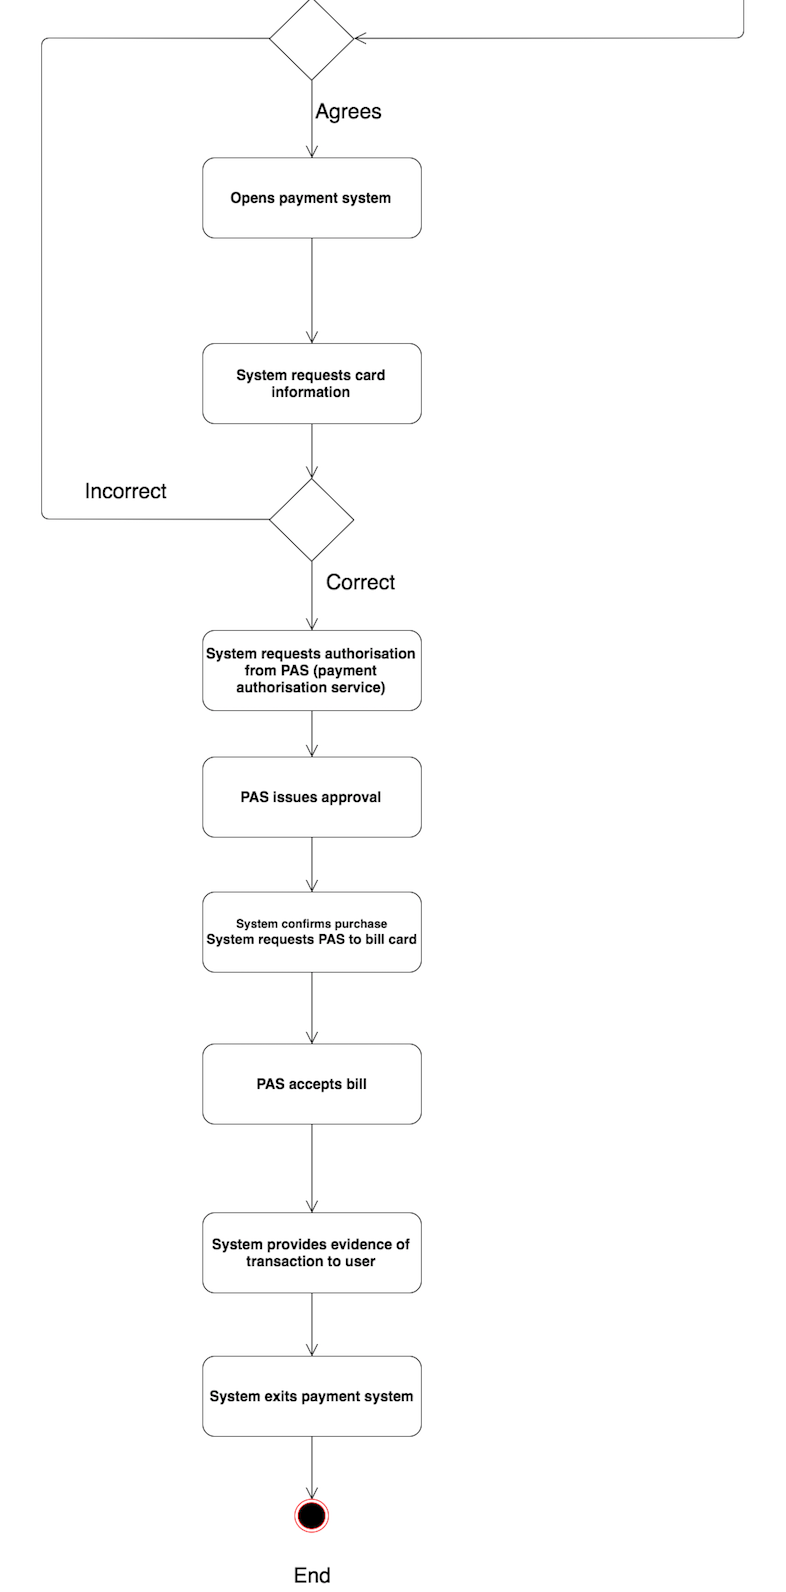 Agrees
Opens payment system
System requests card
information
Incorrect
Correct
System requests authorisation
from PAS (payment
authorisation service)
PAS issues approval
System confirms purchase
System requests PAS to bill card
PAS accepts bill
System provides evidence of
transaction to user
System exits payment system
End